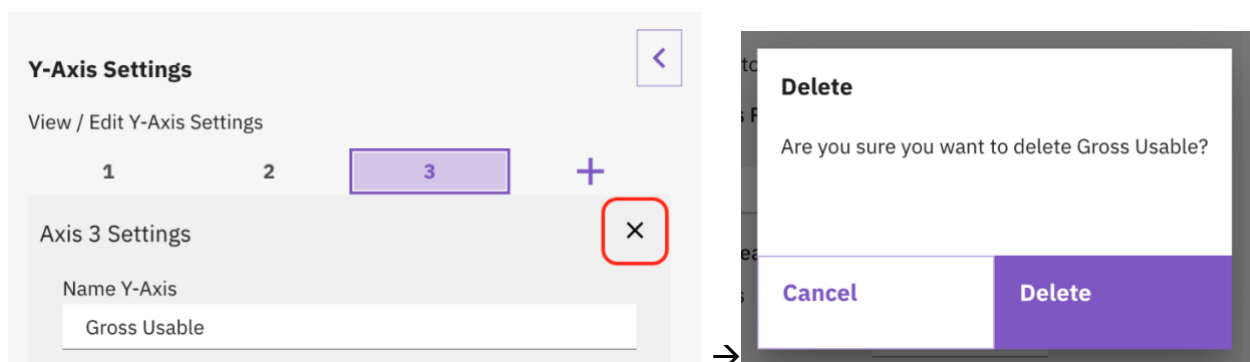 Y-Axis Settings
View / Edit Y-Axis Settings
1 2 3 +
Axis 3 Settings
Name Y-Axis
Gross Usable
→
Delete
Are you sure you want to delete Gross Usable?
Cancel Delete